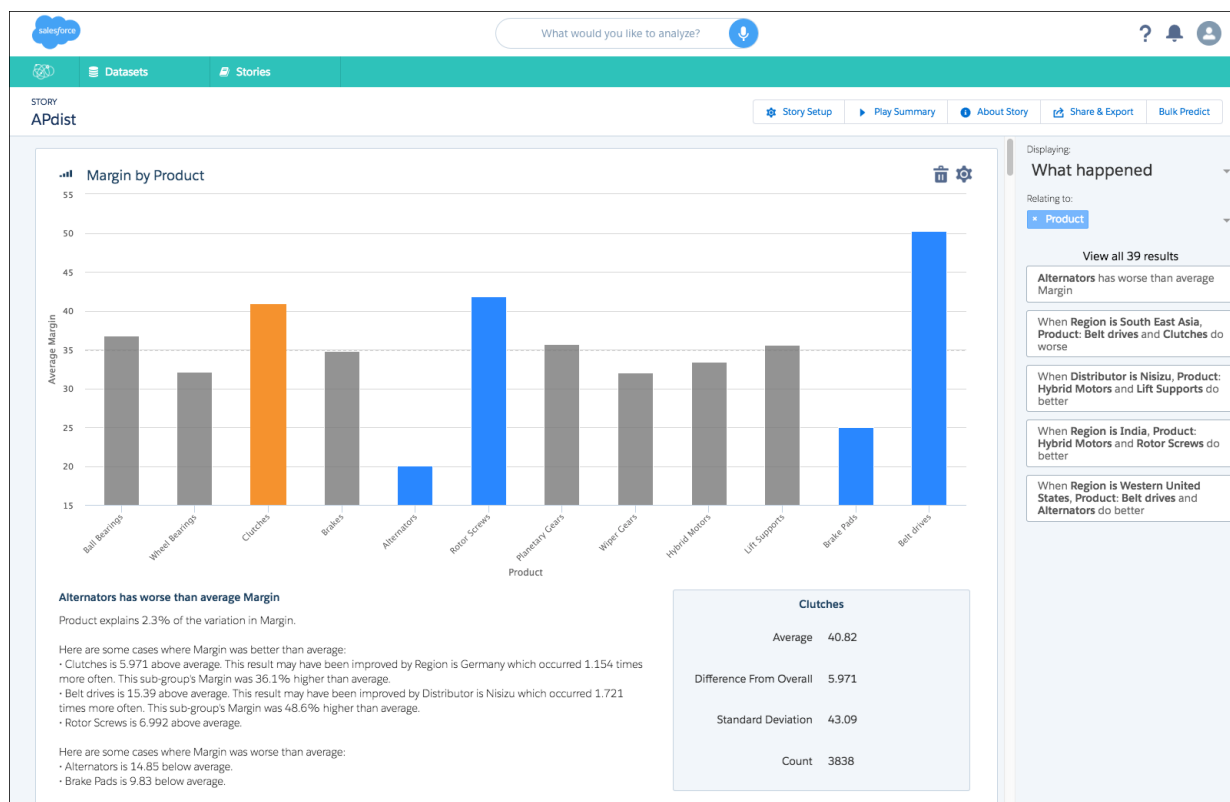 salesforce
What would you like to analyze?
?
Datasets
Stories
STORY
APdist
Story Setup
Play Summary
About Story
Share & Export
Bulk Predict
Margin by Product
55
50
45
40
35
30
25
20
15
Average Margin
Ball Bearings
Wheel Bearings
Clutches
Brakes
Alternators
Rotor Screws
Planetary Gears
Wiper Gears
Hybrid Motors
Lift Supports
Brake Pads
Belt drives
Product
Alternators has worse than average Margin
Product explains 2.3% of the variation in Margin.
Here are some cases where Margin was better than average:
• Clutches is 5.971 above average. This result may have been improved by Region is Germany which occurred 1.154 times
more often. This sub-group's Margin was 36.1% higher than average.
• Belt drives is 15.39 above average. This result may have been improved by Distributor is Nisizu which occurred 1.721
times more often. This sub-group's Margin was 48.6% higher than average.
• Rotor Screws is 6.992 above average.
Here are some cases where Margin was worse than average:
• Alternators is 14.85 below average.
• Brake Pads is 9.83 below average.
Clutches
Average 40.82
Difference From Overall 5.971
Standard Deviation 43.09
Count 3838
Displaying:
What happened
Relating to:
× Product
View all 39 results
Alternators has worse than average
Margin
When Region is South East Asia,
Product: Belt drives and Clutches do
worse
When Distributor is Nisizu, Product:
Hybrid Motors and Lift Supports do
better
When Region is India, Product:
Hybrid Motors and Rotor Screws do
better
When Region is Western United
States, Product: Belt drives and
Alternators do better